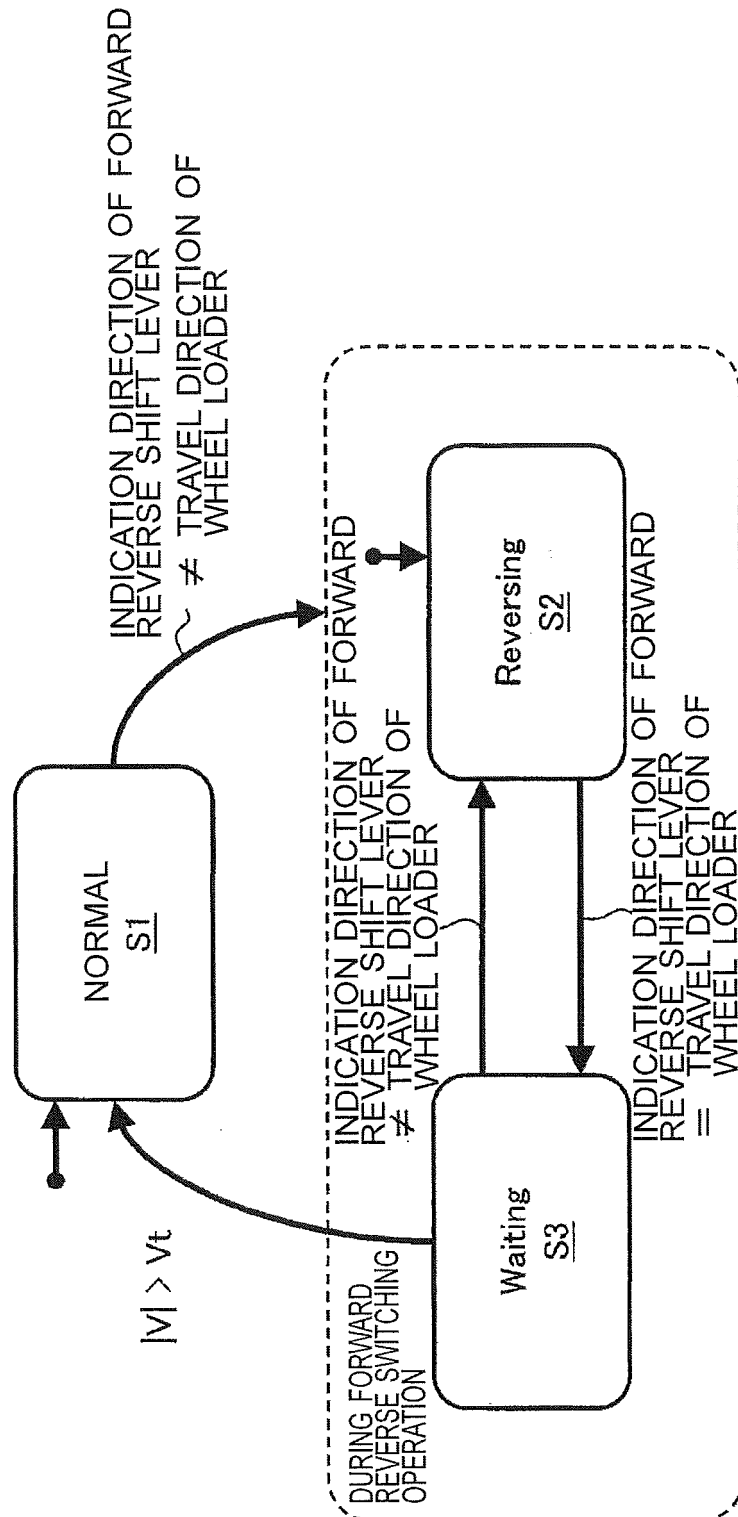 NORMAL
S1
INDICATION DIRECTION OF FORWARD
REVERSE SHIFT LEVER
≠ TRAVEL DIRECTION OF
WHEEL LOADER
|V| > Vt
DURING FORWARD
REVERSE SWITCHING
OPERATION
INDICATION DIRECTION OF FORWARD
REVERSE SHIFT LEVER
≠ TRAVEL DIRECTION OF
WHEEL LOADER
Waiting
S3
Reversing
S2
INDICATION DIRECTION OF FORWARD
REVERSE SHIFT LEVER
= TRAVEL DIRECTION OF
WHEEL LOADER